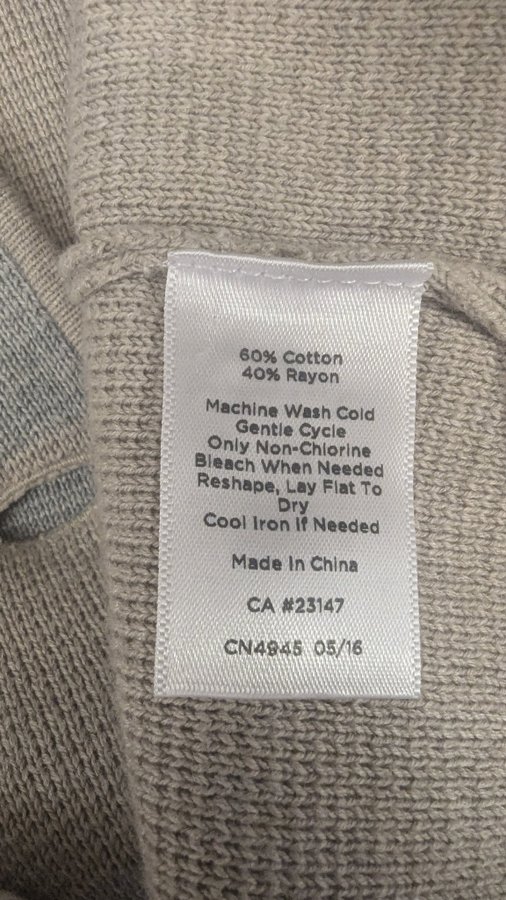 60% Cotton
40% Rayon
Machine Wash Cold
Gentle Cycle
Only Non-Chlorine
Bleach When Needed
Reshape, Lay Flat To
Dry
Cool Iron If Needed
Made In China
CA #23147
CN4945 05/16